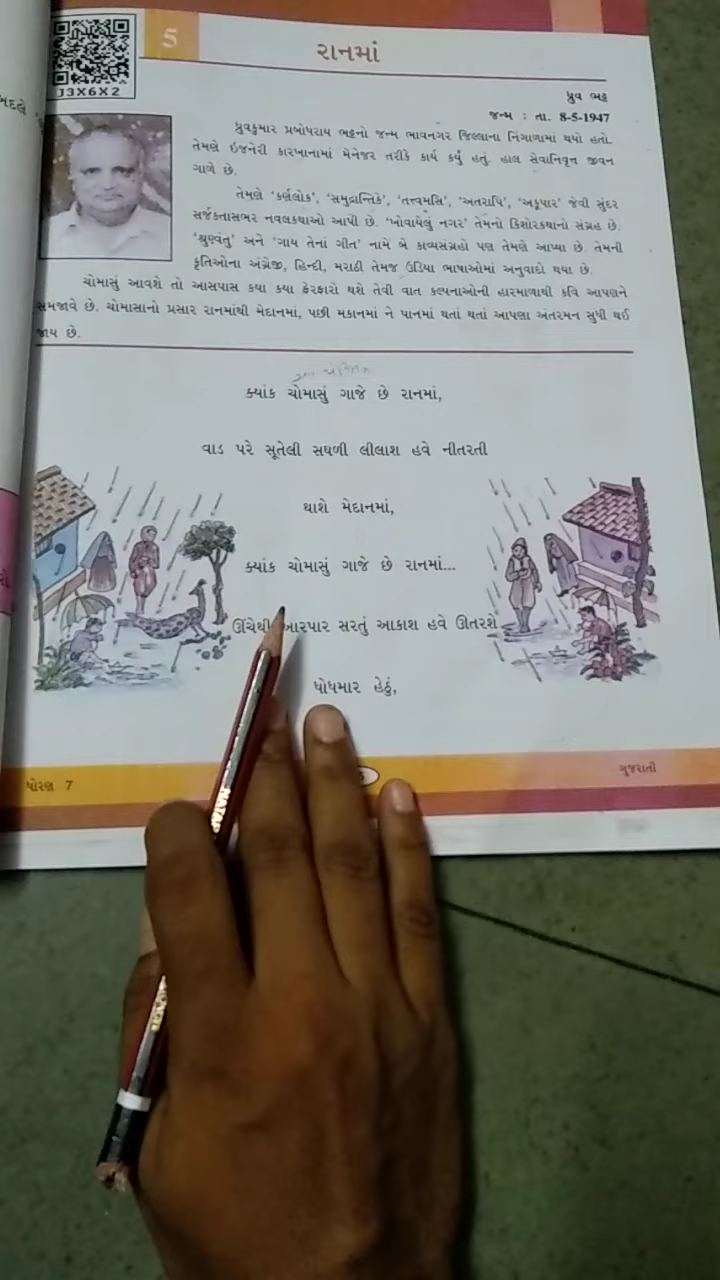 5
રાનમાં
J3X6X2
ધ્રુવ ભટ્ટ
જન્મ : તા. 8-5-1947
ધ્રુવકુમાર પ્રબોધરાય ભટ્ટનો જન્મ ભાવનગર જિલ્લાના નિંગાળામાં થયો હતો.
તેમણે ઇજનેરી કારખાનામાં મૅનેજર તરીકે કાર્ય કર્યું હતું. હાલ સેવાનિવૃત્ત જીવન
ગાળે છે.
તેમણે 'કર્ણલોક', 'સમુદ્રાન્તિકે', 'તત્ત્વમસિ', 'અતરાપિ', 'અકૂપાર' જેવી સુંદર
સર્જકતાસભર નવલકથાઓ આપી છે. 'ખોવાયેલું નગર' તેમનો કિશોરકથાનો સંગ્રહ છે.
'શ્રુણ્વંતુ' અને 'ગાય તેનાં ગીત' નામે બે કાવ્યસંગ્રહો પણ તેમણે આપ્યા છે. તેમની
કૃતિઓના અંગ્રેજી, હિન્દી, મરાઠી તેમજ ઉડિયા ભાષાઓમાં અનુવાદો થયા છે.
ચોમાસું આવશે તો આસપાસ કયા કયા ફેરફારો થશે તેવી વાત કલ્પનાઓની હારમાળાથી કવિ આપણને
સમજાવે છે. ચોમાસાનો પ્રસાર રાનમાંથી મેદાનમાં, પછી મકાનમાં ને પાનમાં થતાં થતાં આપણા અંતરમન સુધી થઈ
જાય છે.
ક્યાંક ચોમાસું ગાજે છે રાનમાં,
વાડ પરે સૂતેલી સઘળી લીલાશ હવે નીતરતી
થાશે મેદાનમાં,
ક્યાંક ચોમાસું ગાજે છે રાનમાં...
ઊંચેથી આરપાર સરતું આકાશ હવે ઊતરશે
ધોધમાર હેઠું,
ધોરણ 7
ગુજરાતી